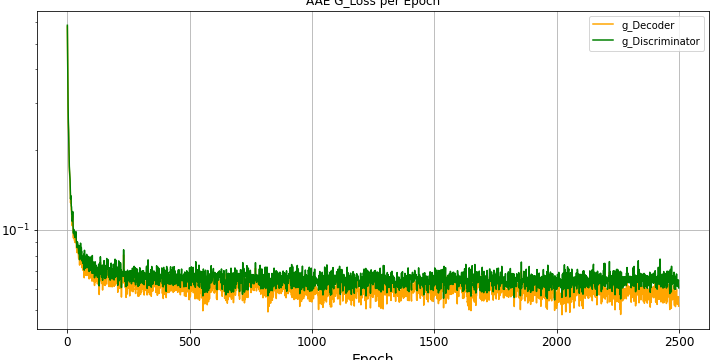 AAE G_Loss per Epoch
g_Decoder
g_Discriminator
10⁻¹
0
500
1000
1500
2000
2500
Epoch